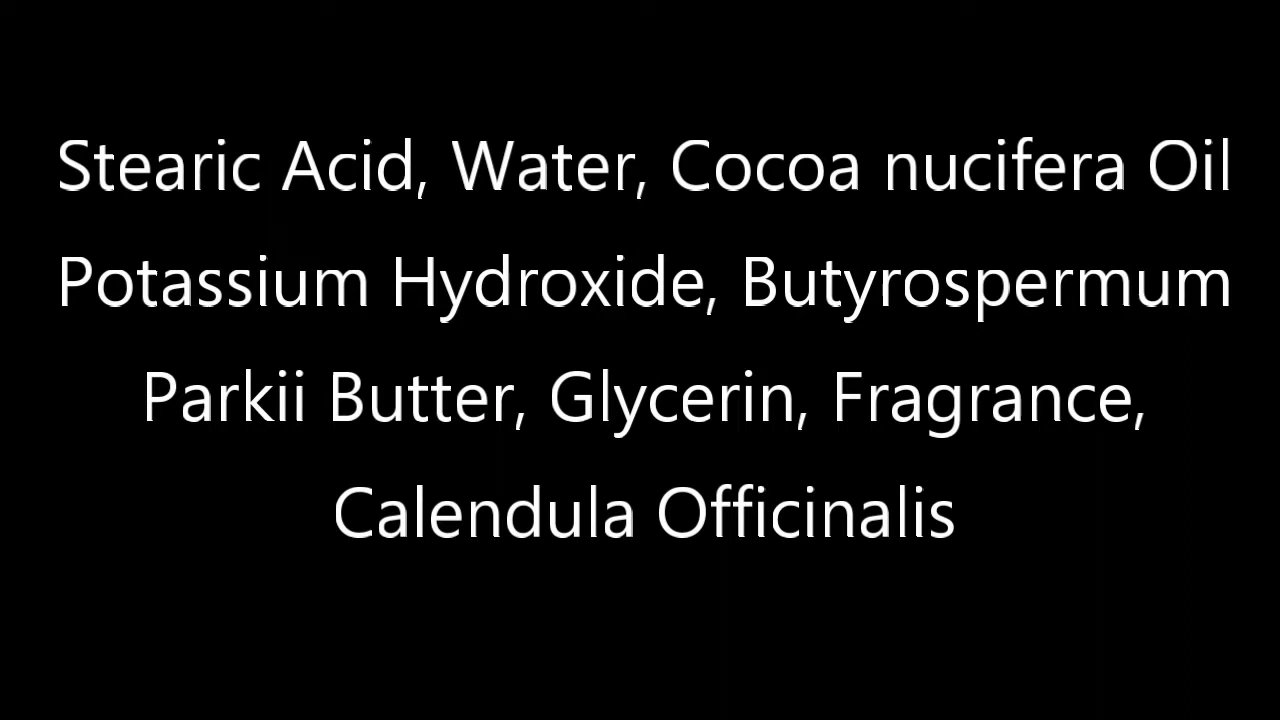 Stearic Acid, Water, Cocoa nucifera Oil
Potassium Hydroxide, Butyrospermum
Parkii Butter, Glycerin, Fragrance,
Calendula Officinalis